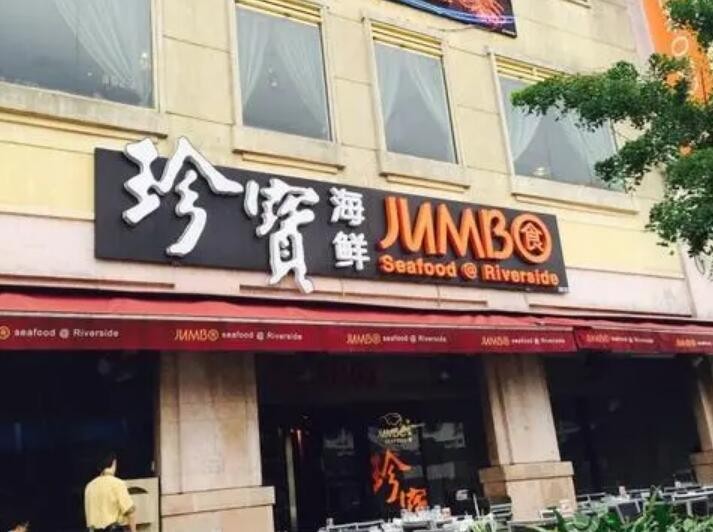 珍寶
海鮮
JUMBO 食
Seafood @ Riverside
seafood @ Riverside
JUMBO seafood @ Riverside
JUMBO seafood @ Riverside
JUMBO seafood @ Riverside
JUMBO
SEAFOOD
珍寶